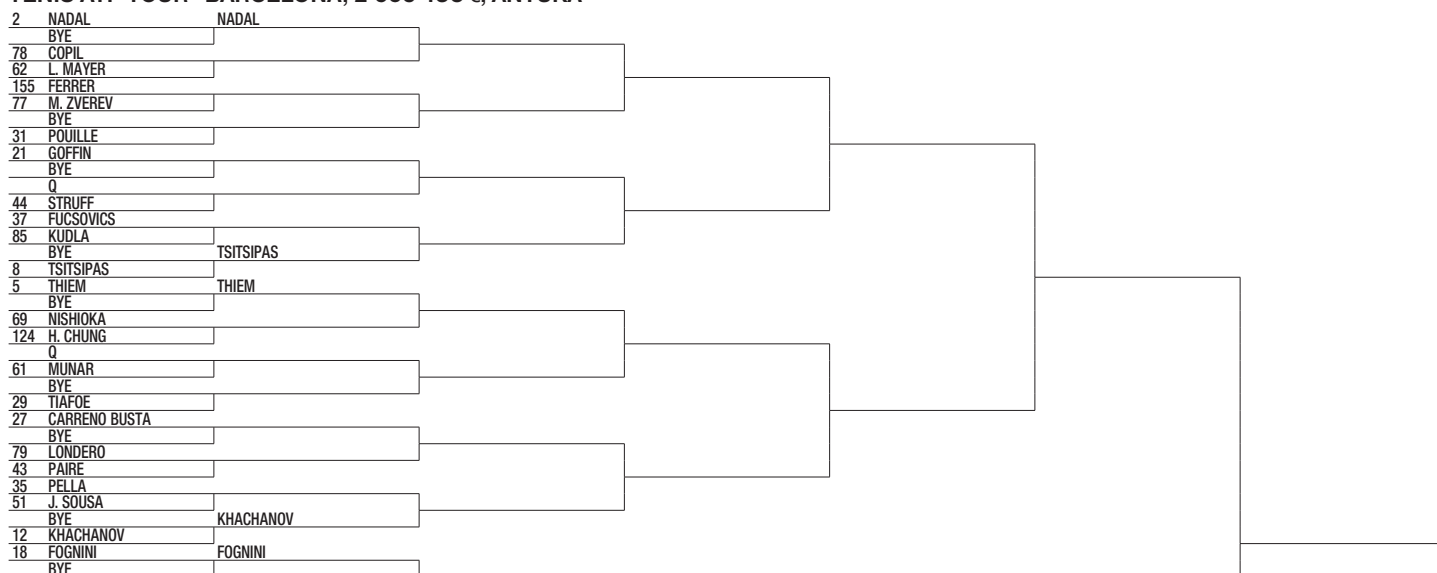 2 NADAL NADAL
BYE
78 COPIL
62 L. MAYER
155 FERRER
77 M. ZVEREV
BYE
31 POUILLE
21 GOFFIN
BYE
Q
44 STRUFF
37 FUCSOVICS
85 KUDLA
BYE TSITSIPAS
8 TSITSIPAS
5 THIEM THIEM
BYE
69 NISHIOKA
124 H. CHUNG
Q
61 MUNAR
BYE
29 TIAFOE
27 CARRENO BUSTA
BYE
79 LONDERO
43 PAIRE
35 PELLA
51 J. SOUSA
BYE KHACHANOV
12 KHACHANOV
18 FOGNINI FOGNINI
BYE